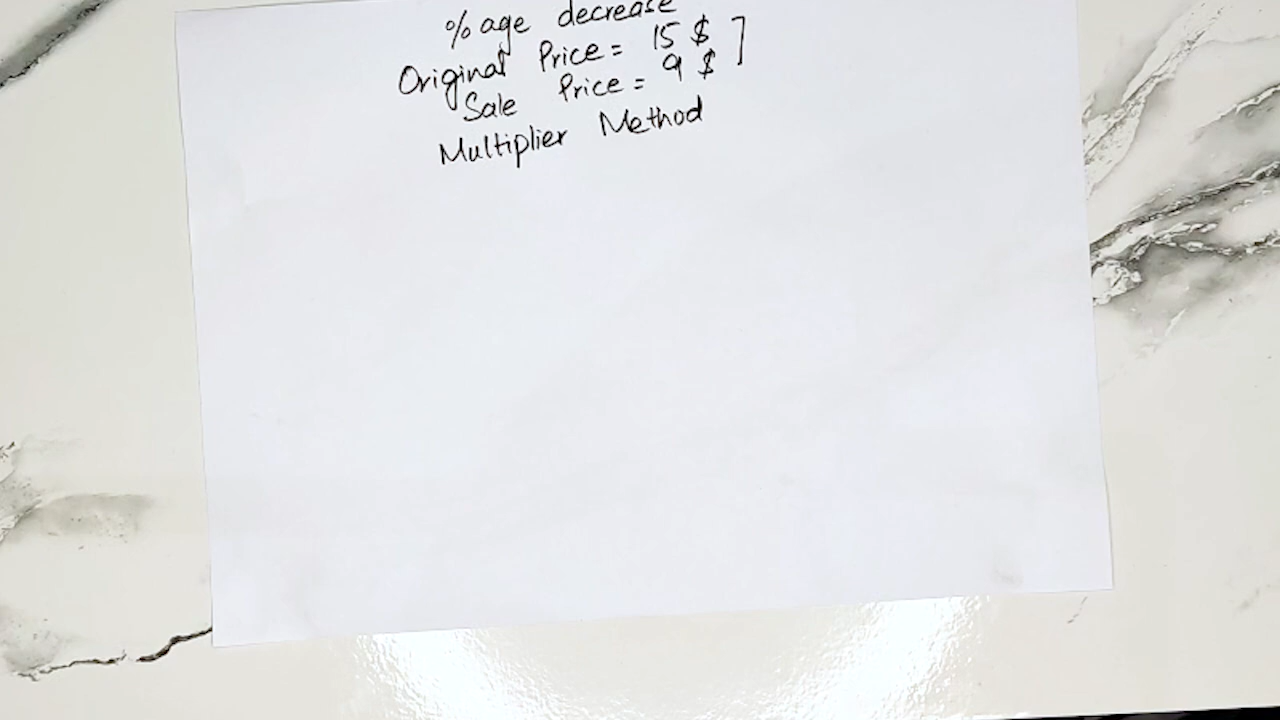 % age decrease
Original Price = 15 $ ]
Sale Price = 9 $
Multiplier Method